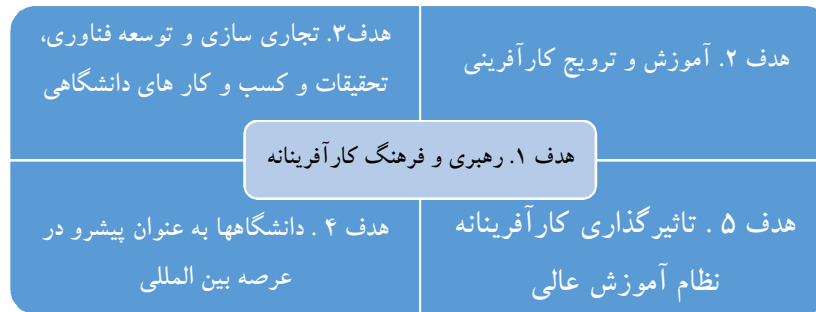 هدف ۲. آموزش و ترویج کارآفرینی
هدف۳. تجاری سازی و توسعه فناوری،
تحقیقات و کسب و کار های دانشگاهی
هدف ۱. رهبری و فرهنگ کارآفرینانه
هدف ۵ . تاثیرگذاری کارآفرینانه
نظام آموزش عالی
هدف ۴ . دانشگاهها به عنوان پیشرو در
عرصه بین المللی